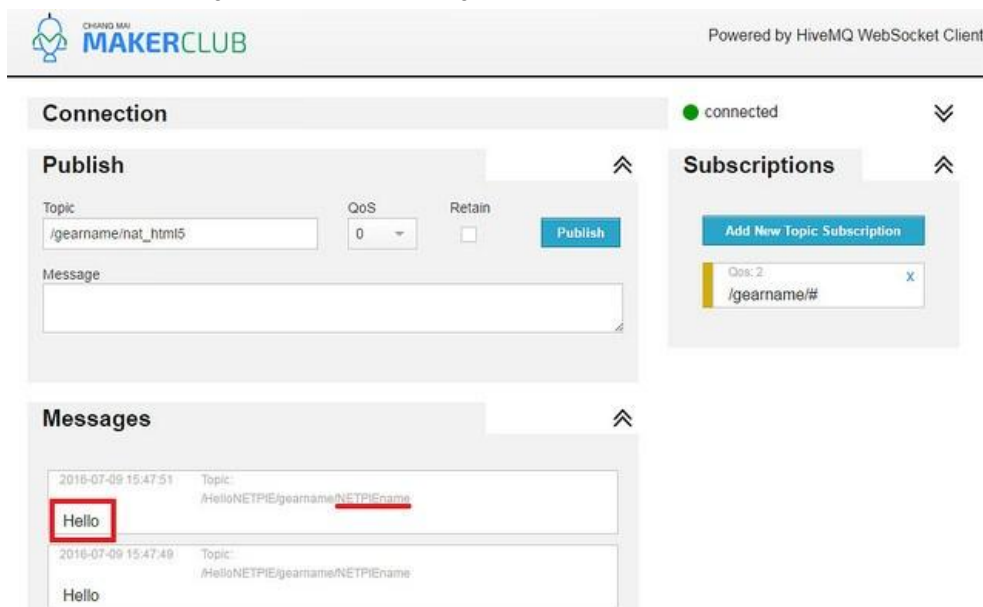 CHIANG MAI
MAKERCLUB
Powered by HiveMQ WebSocket Client
Connection
connected
Publish
Subscriptions
Topic
QoS
Retain
/gearname/nat_html5
0
Publish
Add New Topic Subscription
Message
Qos: 2
x
/gearname/#
Messages
2016-07-09 15:47:51
Topic:
/HelloNETPIE/gearname/NETPIEname
Hello
2016-07-09 15:47:49
Topic:
/HelloNETPIE/gearname/NETPIEname
Hello